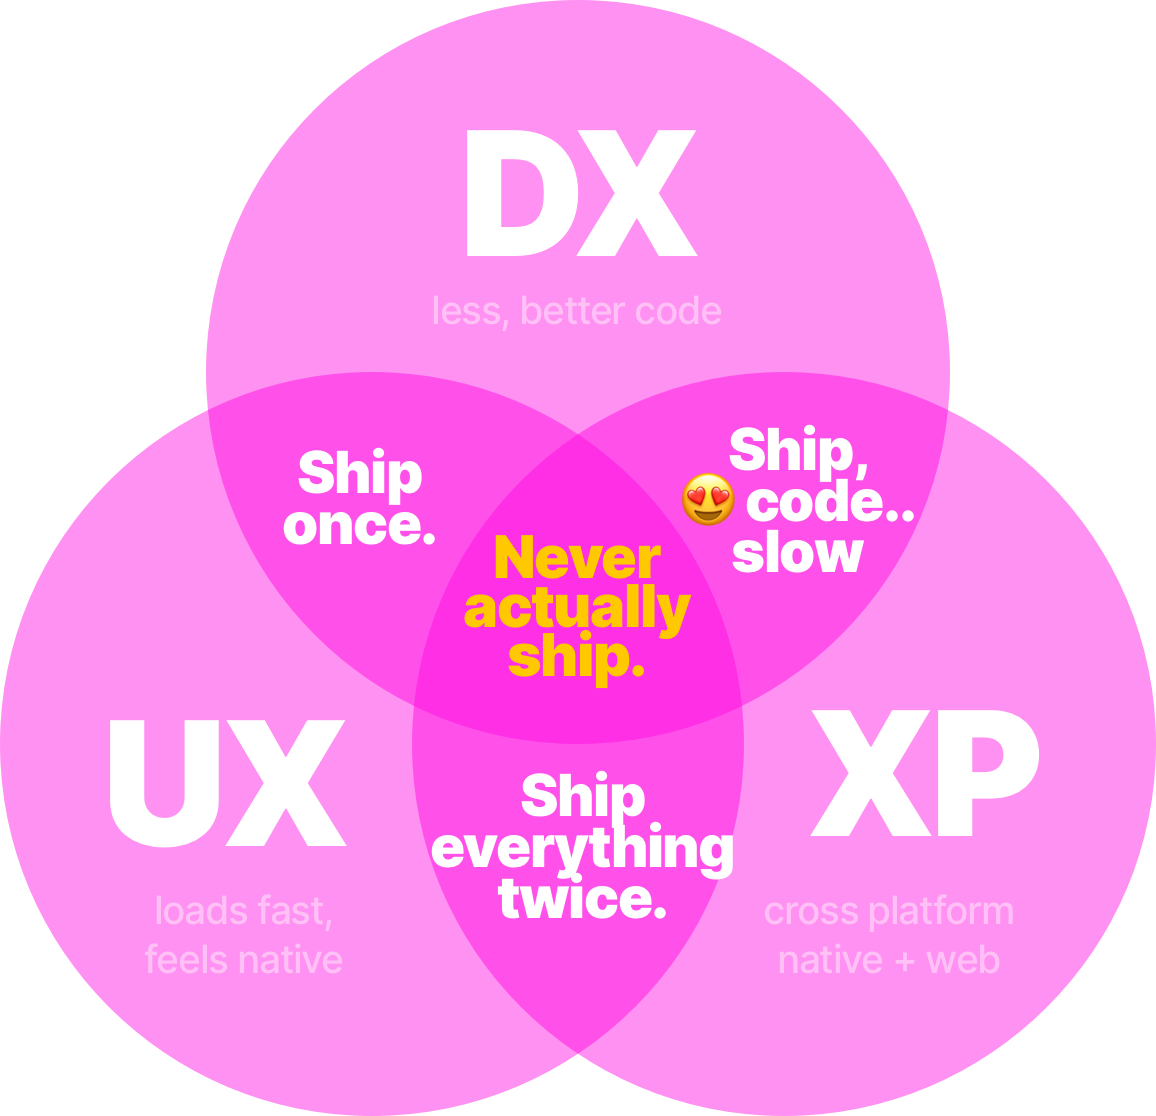 DX
less, better code
Ship
once.
Ship,
😍 code..
slow
Never
actually
ship.
UX
loads fast,
feels native
XP
cross platform
native + web
Ship
everything
twice.